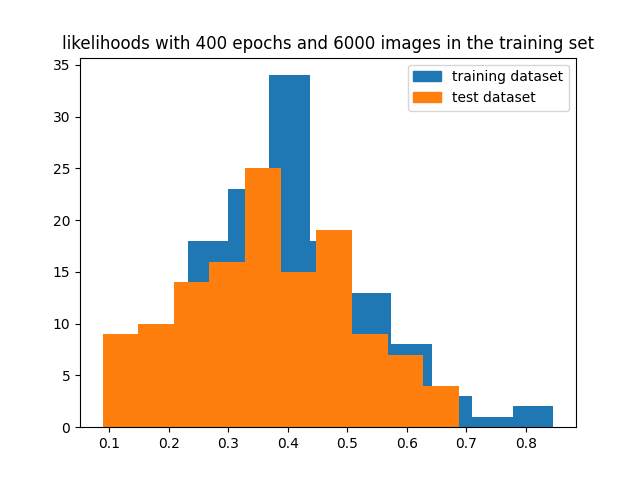 likelihoods with 400 epochs and 6000 images in the training set
training dataset
test dataset
35
30
25
20
15
10
5
0
0.1 0.2 0.3 0.4 0.5 0.6 0.7 0.8